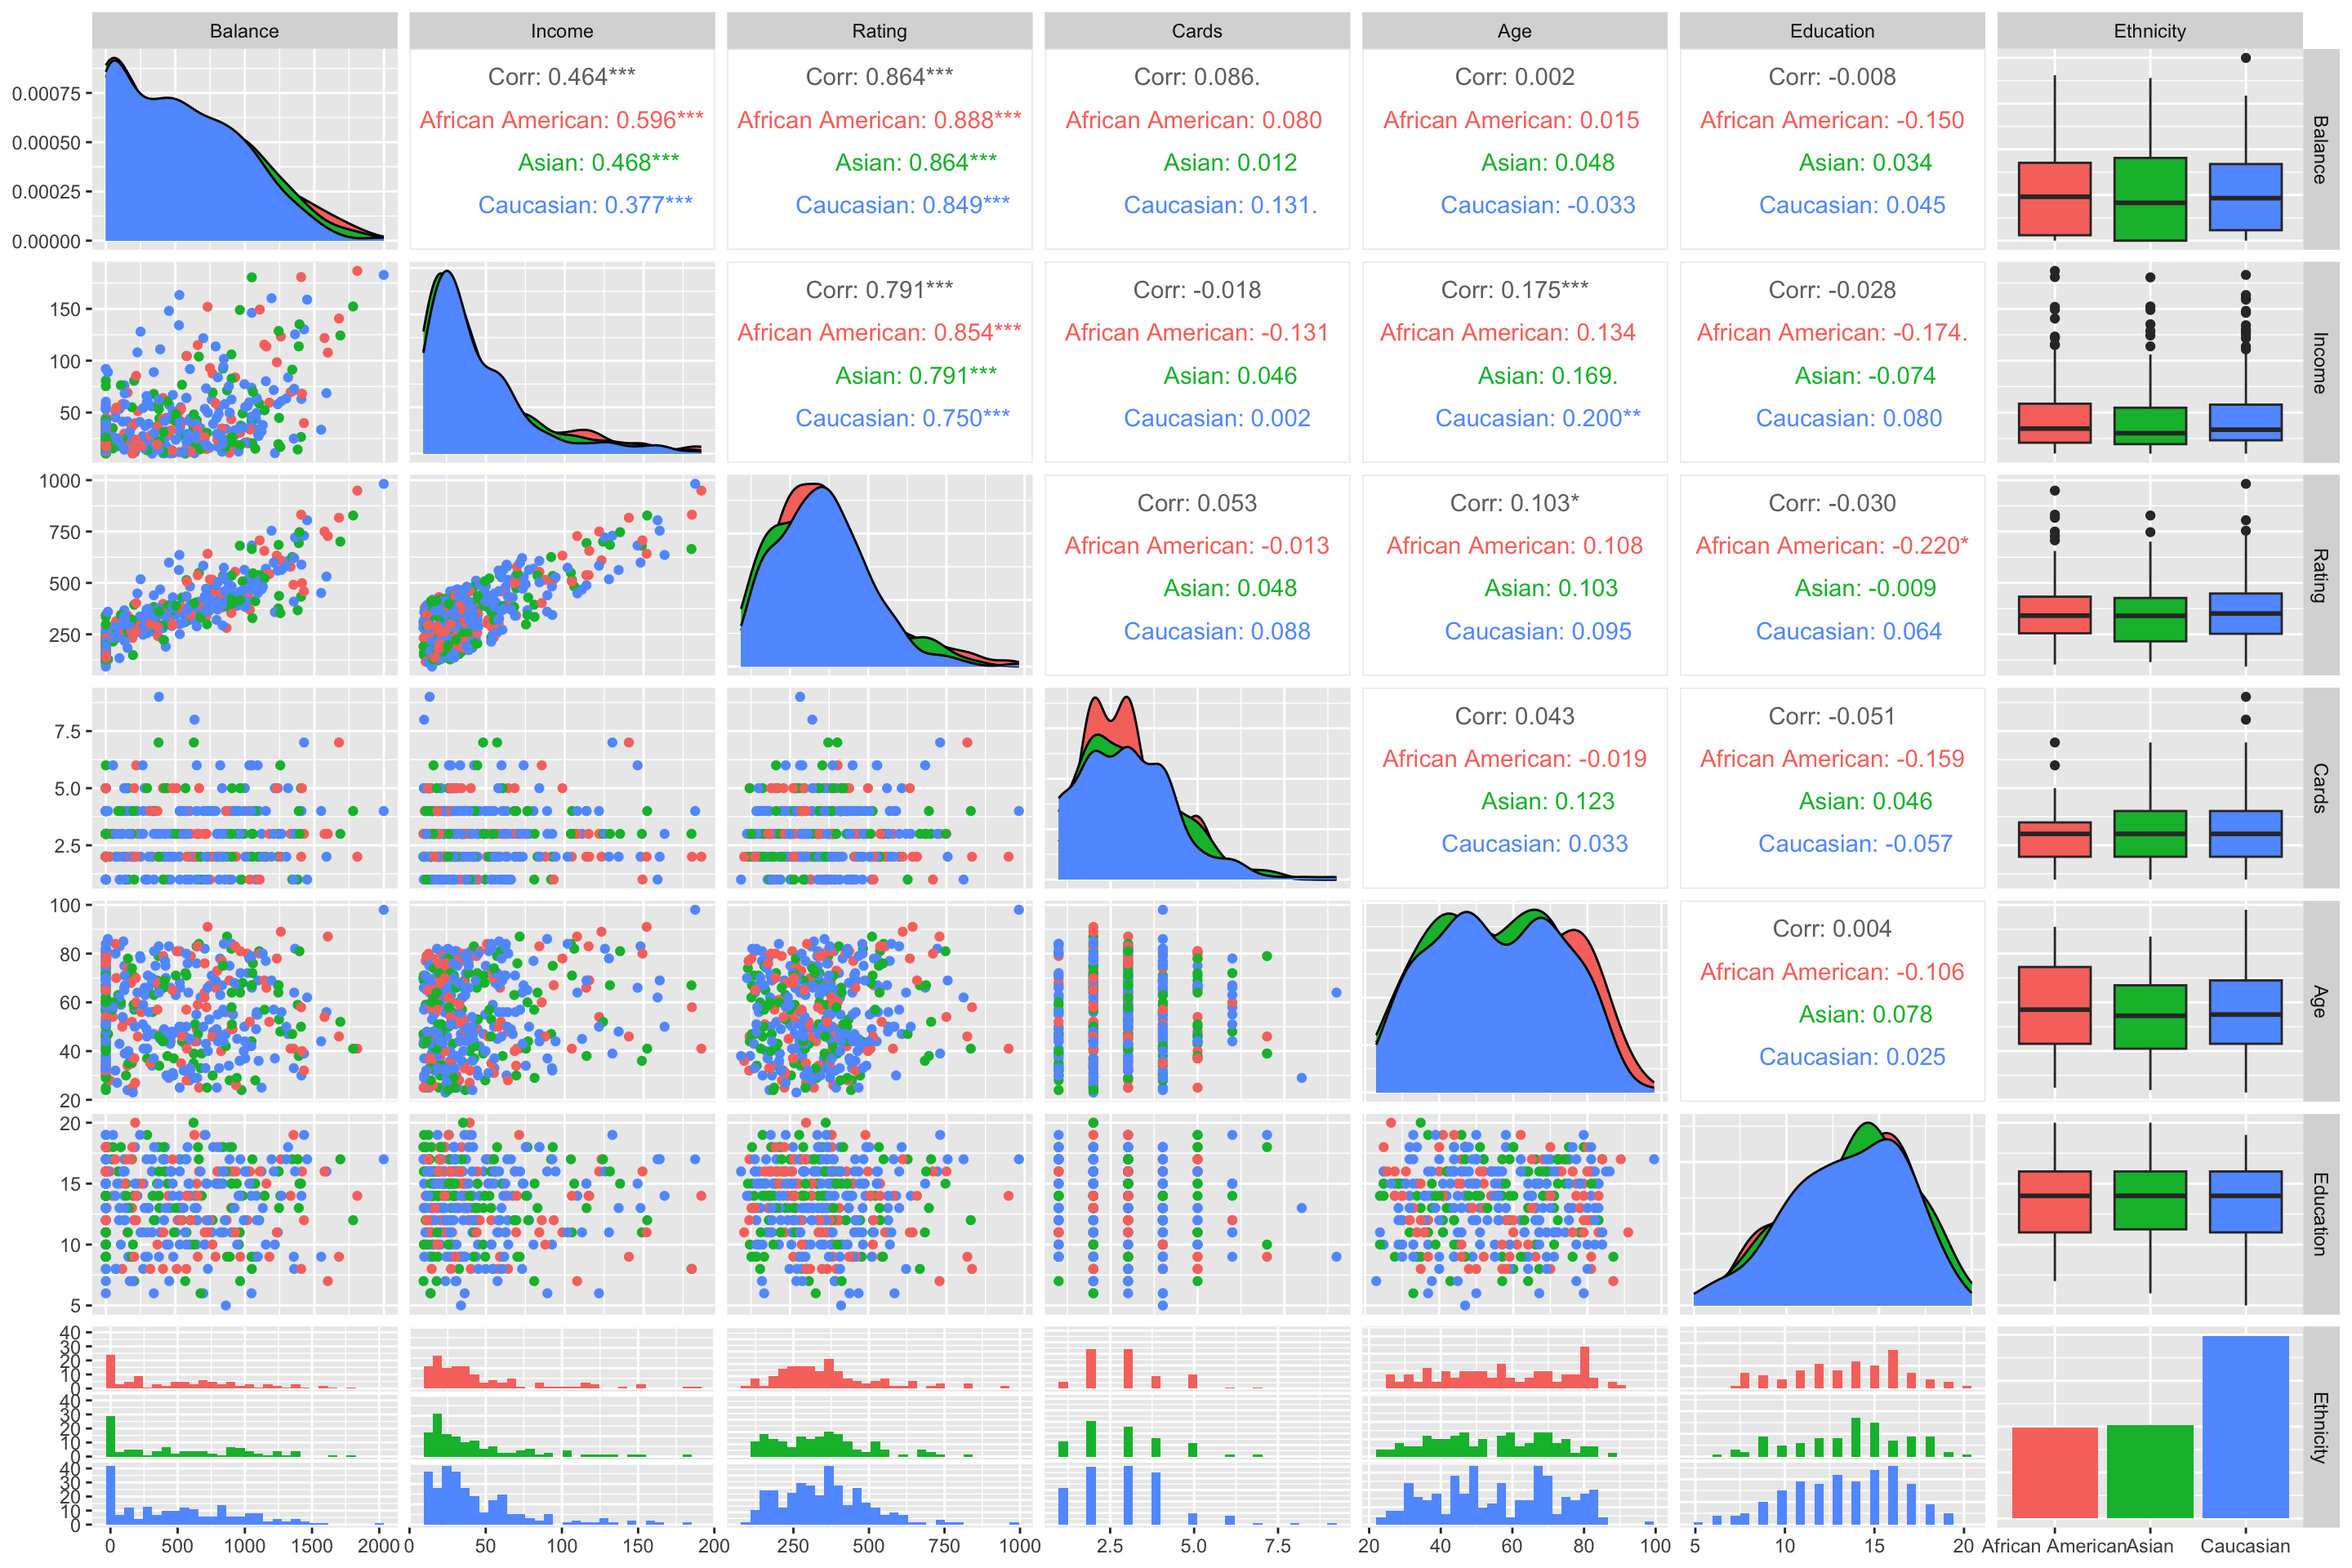 Balance Income Rating Cards Age Education Ethnicity
Corr: 0.464*** Corr: 0.864*** Corr: 0.086. Corr: 0.002 Corr: -0.008
0.00075
African American: 0.596*** African American: 0.888*** African American: 0.080 African American: 0.015 African American: -0.150
0.00050
Balance
Asian: 0.468*** Asian: 0.864*** Asian: 0.012 Asian: 0.048 Asian: 0.034
0.00025
Caucasian: 0.377*** Caucasian: 0.849*** Caucasian: 0.131. Caucasian: -0.033 Caucasian: 0.045
0.00000
Corr: 0.791*** Corr: -0.018 Corr: 0.175*** Corr: -0.028
150
African American: 0.854*** African American: -0.131 African American: 0.134 African American: -0.174.
100
Income
Asian: 0.791*** Asian: 0.046 Asian: 0.169. Asian: -0.074
50
Caucasian: 0.750*** Caucasian: 0.002 Caucasian: 0.200** Caucasian: 0.080
1000
Corr: 0.053 Corr: 0.103* Corr: -0.030
750
African American: -0.013 African American: 0.108 African American: -0.220*
500
Rating
Asian: 0.048 Asian: 0.103 Asian: -0.009
250
Caucasian: 0.088 Caucasian: 0.095 Caucasian: 0.064
Corr: 0.043 Corr: -0.051
7.5
African American: -0.019 African American: -0.159
5.0
Cards
Asian: 0.123 Asian: 0.046
2.5
Caucasian: 0.033 Caucasian: -0.057
100
Corr: 0.004
80
African American: -0.106
60
Age
Asian: 0.078
40
Caucasian: 0.025
20
20
15
Education
10
5
40
30
20
10
0
40
30
20
10
0
Ethnicity
40
30
20
10
0
0 500 1000 1500 2000 0 50 100 150 200 250 500 750 1000 2.5 5.0 7.5 20 40 60 80 100 5 10 15 20 African American Asian Caucasian